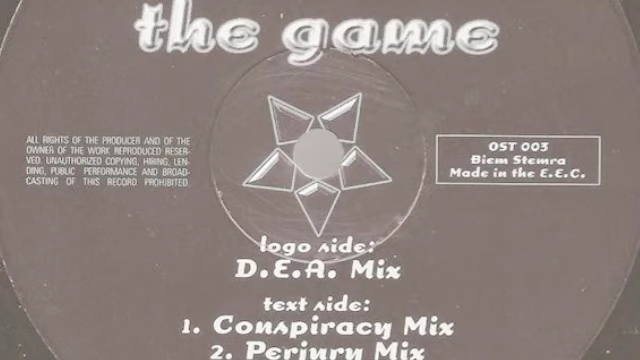 the game
ALL RIGHTS OF THE PRODUCER AND OF THE
OWNER OF THE WORK REPRODUCED RESER-
VED. UNAUTHORIZED COPYING, HIRING, LEN-
DING, PUBLIC PERFORMANCE AND BROAD-
CASTING OF THIS RECORD PROHIBITED.
OST 003
Biem Stemra
Made in the E.E.C.
logo side:
D.E.A. Mix
text side:
1. Conspiracy Mix
2. Perjury Mix